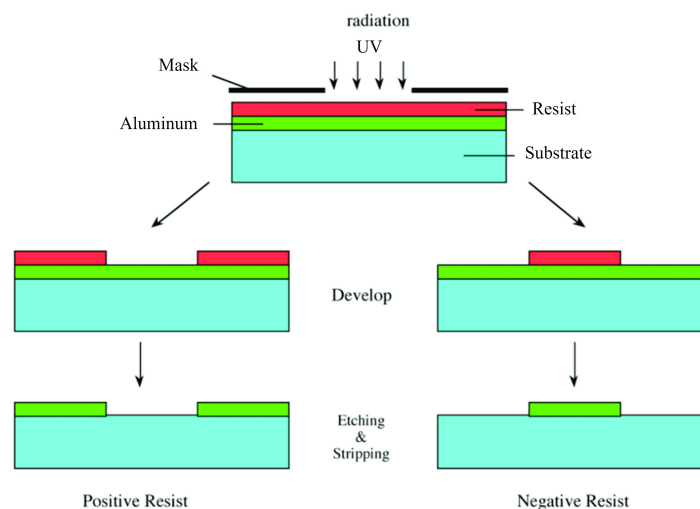 radiation
UV
Mask
Resist
Aluminum
Substrate
Develop
Etching
&
Stripping
Positive Resist
Negative Resist